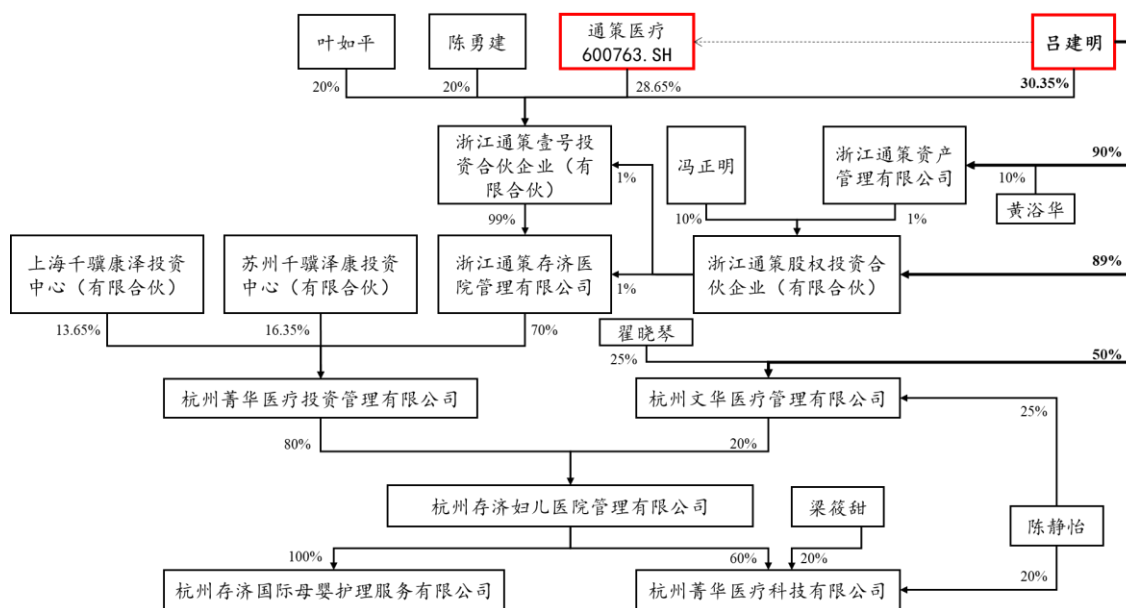 叶如平
陈勇建
通策医疗
600763.SH
吕建明
20%
20%
28.65%
30.35%
浙江通策壹号投
资合伙企业（有
限合伙）
冯正明
浙江通策资产
管理有限公司
90%
1%
10%
黄浴华
99%
10%
1%
上海千骥康泽投资
中心（有限合伙）
苏州千骥泽康投资
中心（有限合伙）
浙江通策存济医
院管理有限公司
1%
浙江通策股权投资合
伙企业（有限合伙）
89%
13.65%
16.35%
70%
翟晓琴
25%
50%
杭州菁华医疗投资管理有限公司
杭州文华医疗管理有限公司
25%
80%
20%
杭州存济妇儿医院管理有限公司
梁筱甜
陈静怡
100%
60%
20%
20%
杭州存济国际母婴护理服务有限公司
杭州菁华医疗科技有限公司